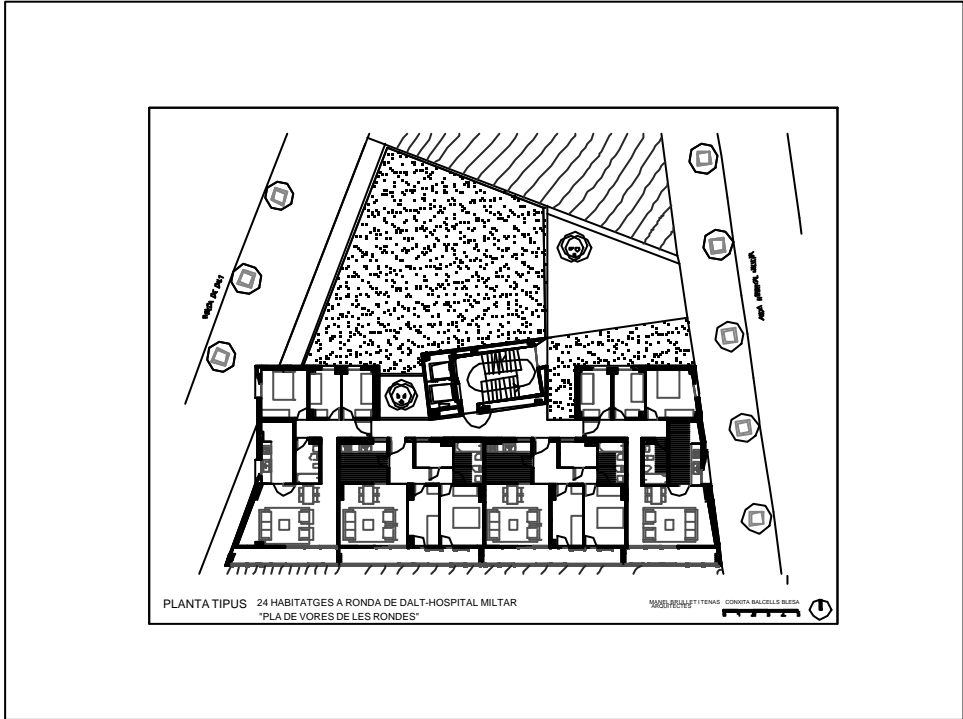 PLANTA TIPUS
24 HABITATGES A RONDA DE DALT-HOSPITAL MILTAR
"PLA DE VORES DE LES RONDES"
MANEL BRULLET I TENAS CONXITA BALCELLS BLESA
ARQUITECTES